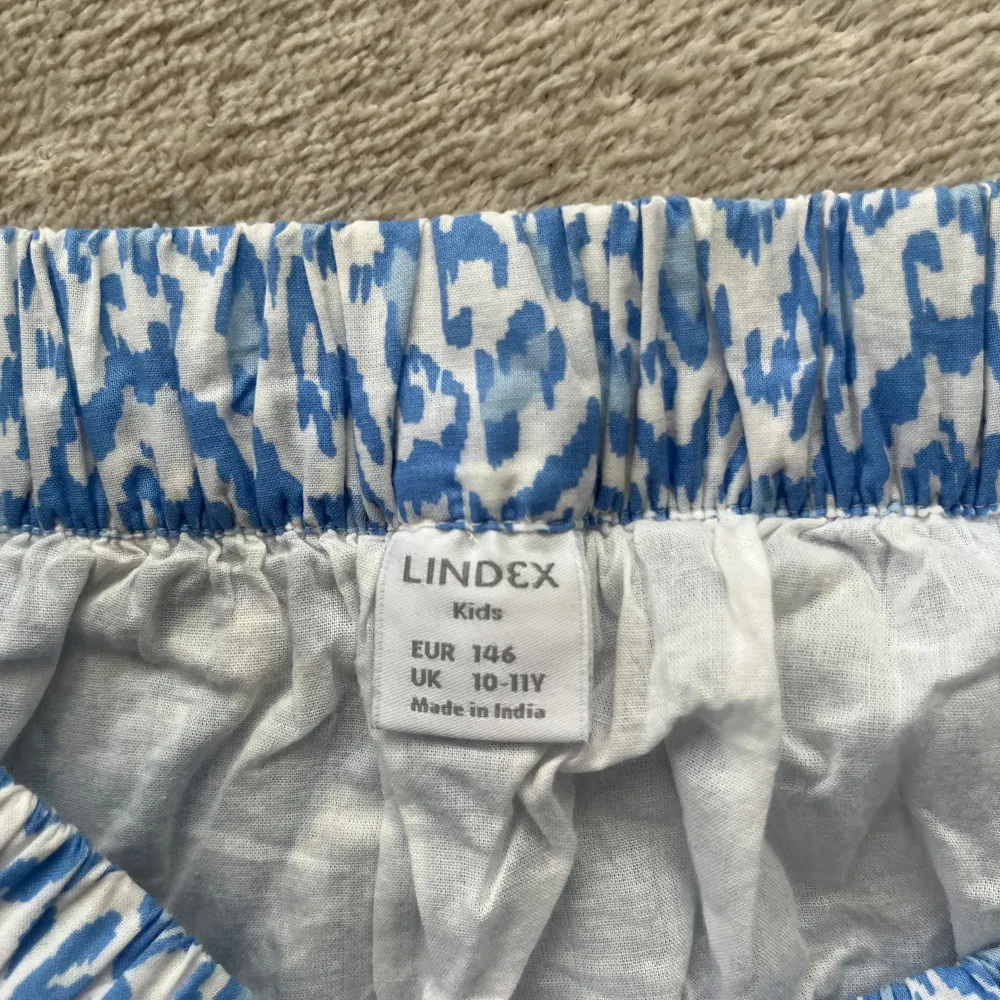 LINDEX
Kids
EUR 146
UK 10-11Y
Made in India